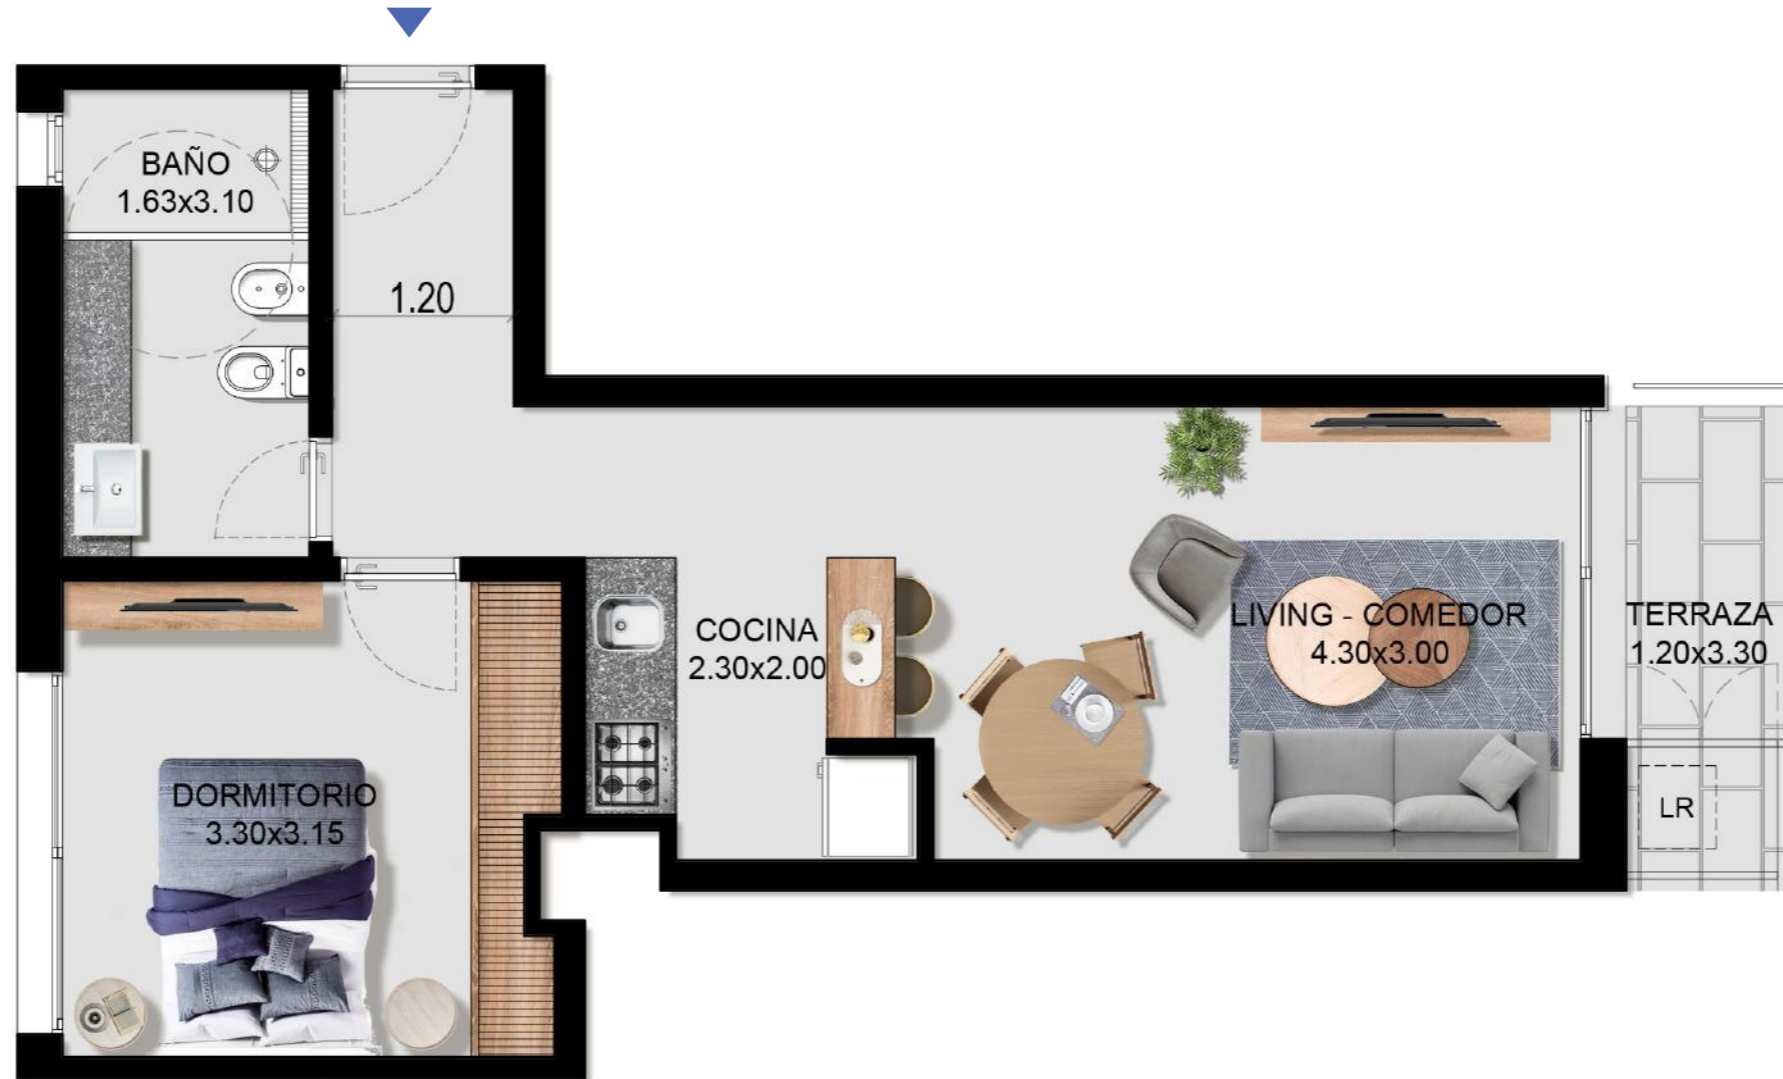 BAÑO
1.63x3.10
1.20
COCINA
2.30x2.00
LIVING - COMEDOR
4.30x3.00
TERRAZA
1.20x3.30
DORMITORIO
3.30x3.15
LR